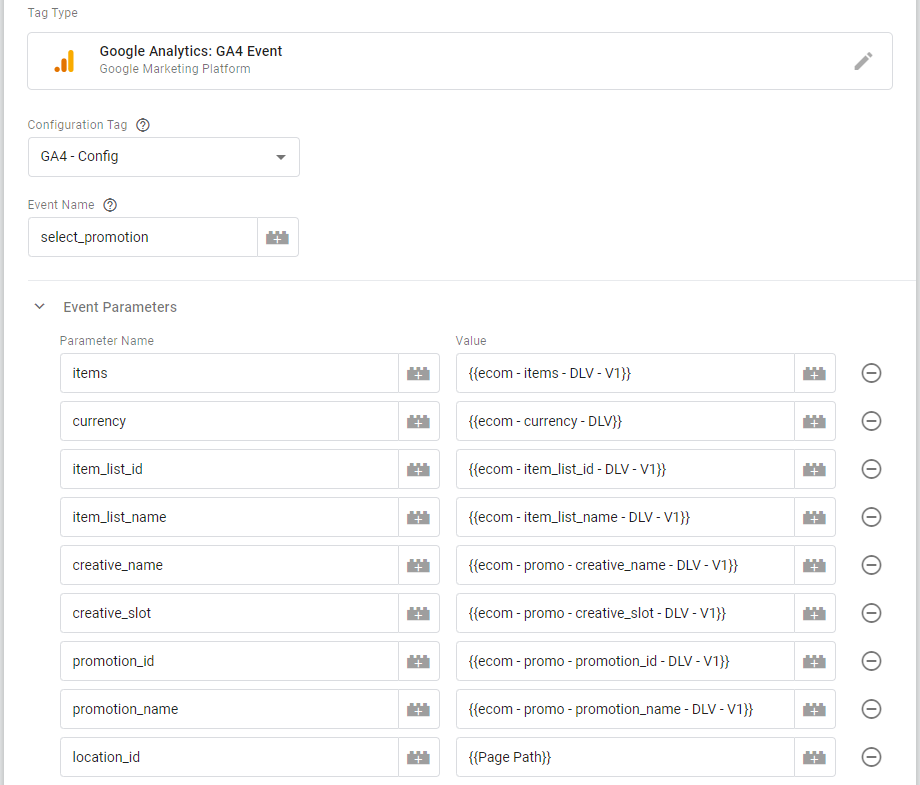 Tag Type
Google Analytics: GA4 Event
Google Marketing Platform
Configuration Tag
GA4 - Config
Event Name
select_promotion
Event Parameters
Parameter Name Value
items {{ecom - items - DLV - V1}}
currency {{ecom - currency - DLV}}
item_list_id {{ecom - item_list_id - DLV - V1}}
item_list_name {{ecom - item_list_name - DLV - V1}}
creative_name {{ecom - promo - creative_name - DLV - V1}}
creative_slot {{ecom - promo - creative_slot - DLV - V1}}
promotion_id {{ecom - promo - promotion_id - DLV - V1}}
promotion_name {{ecom - promo - promotion_name - DLV - V1}}
location_id {{Page Path}}